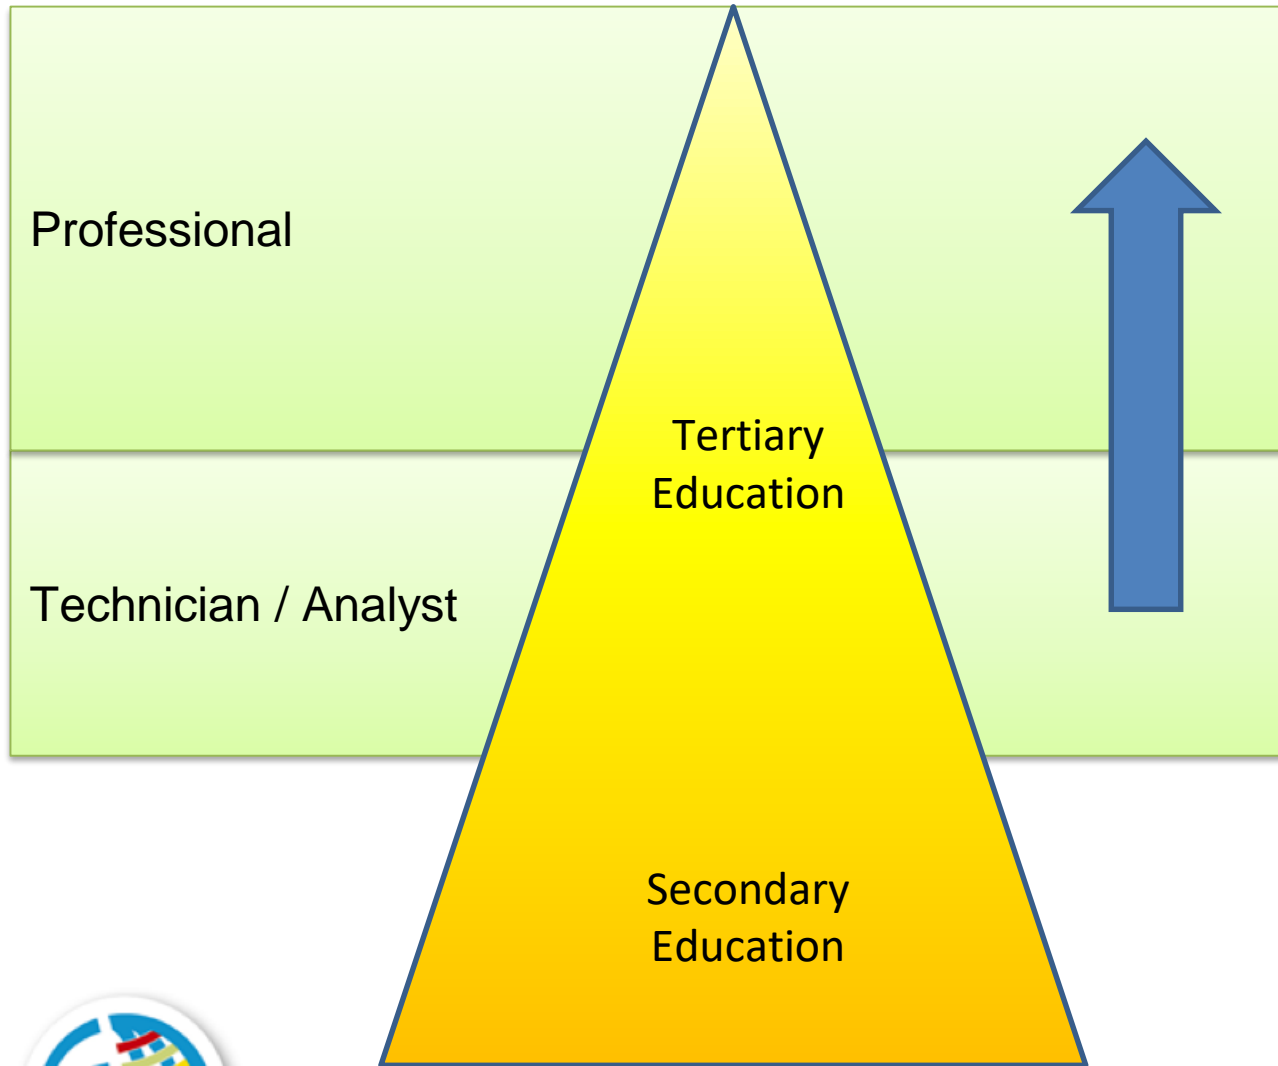 Professional
Tertiary
Education
Technician / Analyst
Secondary
Education